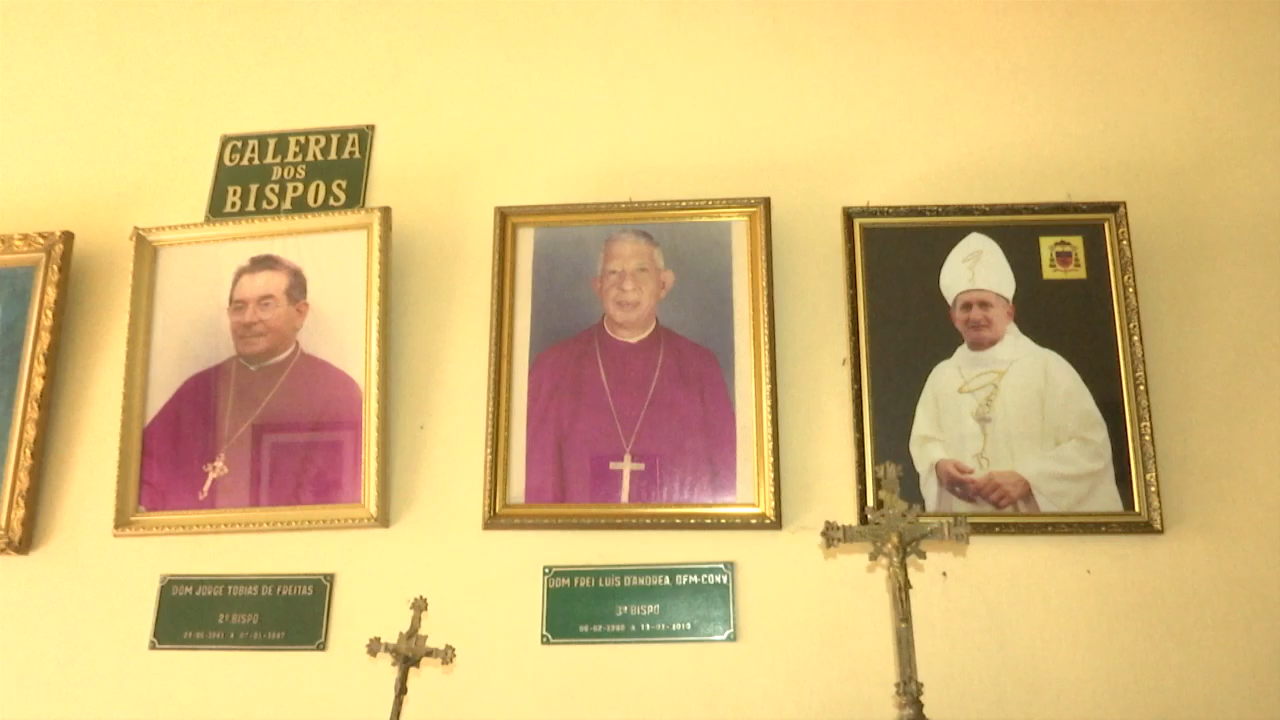 GALERIA
DOS
BISPOS
DOM JORGE TOBIAS DE FREITAS
2º BISPO
DOM FREI LUÍS D'ANDREA, OFM-CONV
3º BISPO